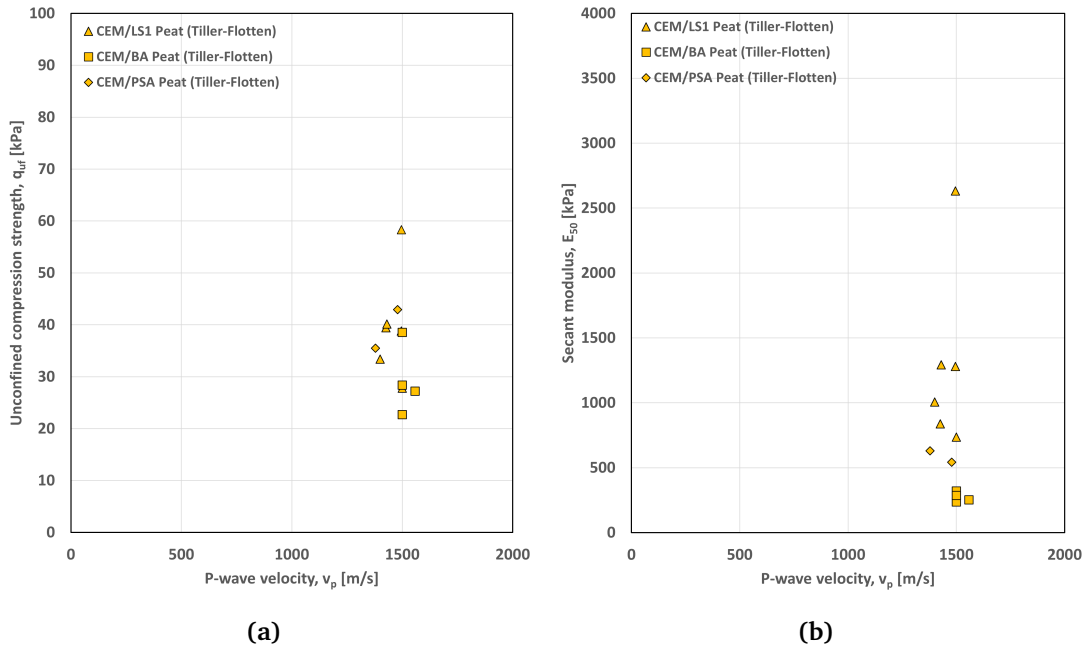 100
90
80
70
60
50
40
30
20
10
0
Unconfined compression strength, q_uf [kPa]
CEM/LS1 Peat (Tiller-Flotten)
CEM/BA Peat (Tiller-Flotten)
CEM/PSA Peat (Tiller-Flotten)
0 500 1000 1500 2000
P-wave velocity, v_p [m/s]
(a)
4000
3500
3000
2500
2000
1500
1000
500
0
Secant modulus, E_50 [kPa]
CEM/LS1 Peat (Tiller-Flotten)
CEM/BA Peat (Tiller-Flotten)
CEM/PSA Peat (Tiller-Flotten)
0 500 1000 1500 2000
P-wave velocity, v_p [m/s]
(b)